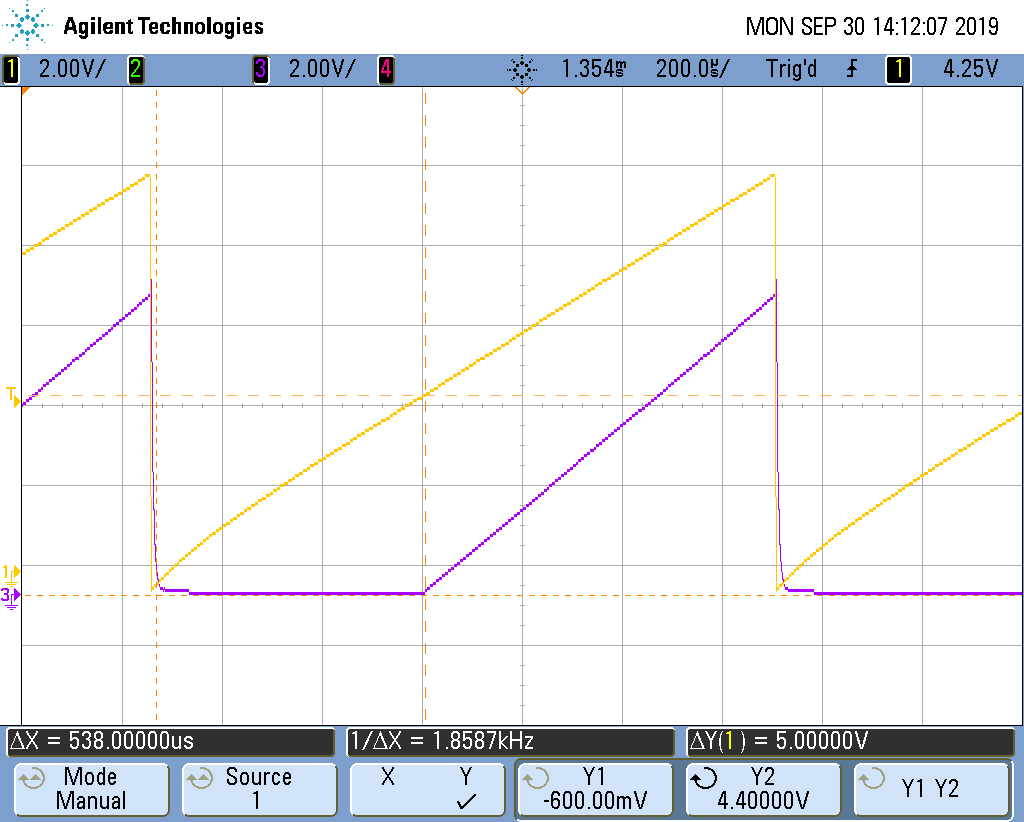 Agilent Technologies MON SEP 30 14:12:07 2019
1 2.00V/ 2 3 2.00V/ 4 1.354ms 200.0us/ Trig'd 1 4.25V
T
1
3
ΔX = 538.00000us 1/ΔX = 1.8587kHz ΔY(1) = 5.00000V
Mode Source X Y Y1 Y2 Y1 Y2
Manual 1 ✓ -600.00mV 4.40000V